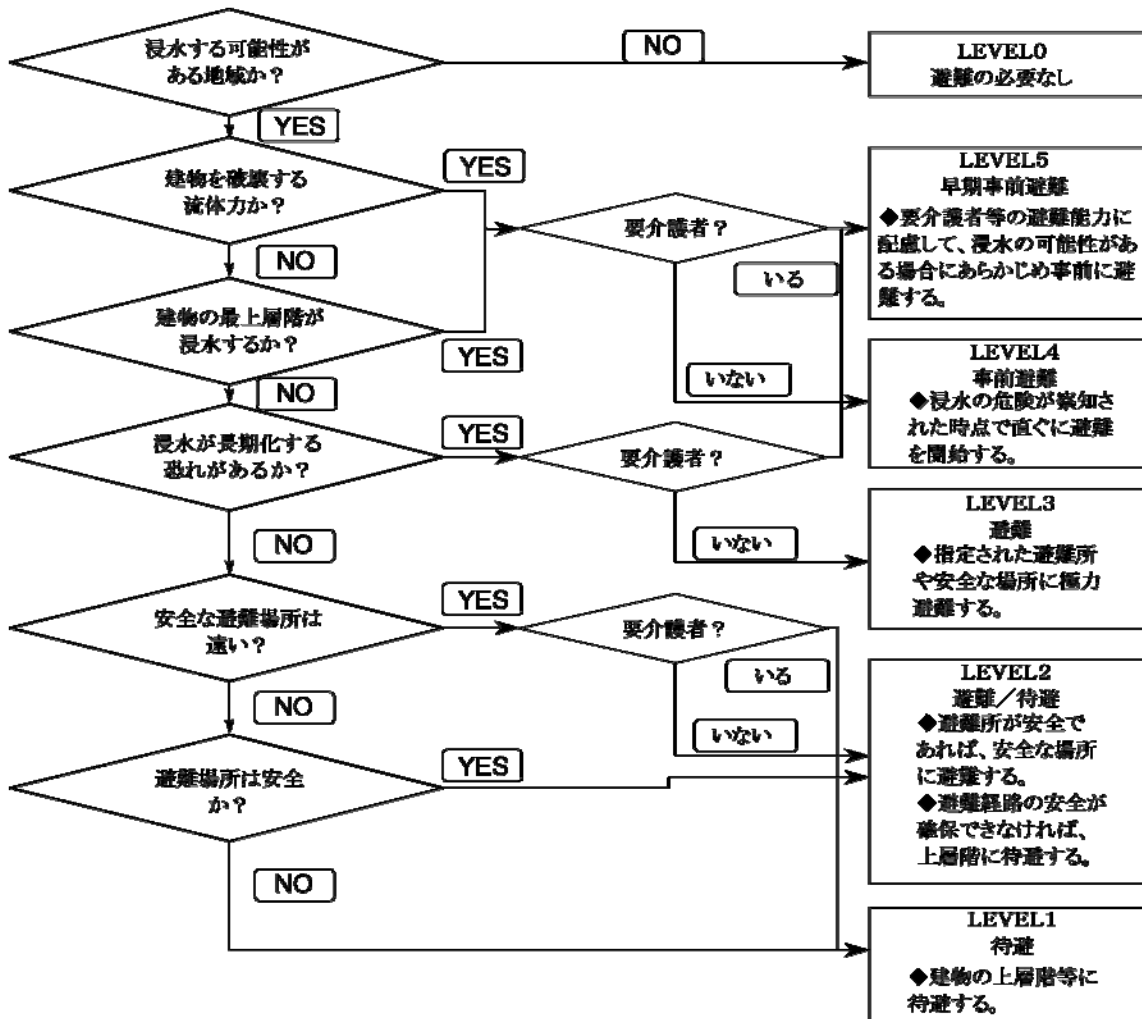 浸水する可能性が
ある地域か？
NO
LEVEL0
避難の必要なし
YES
建物を破壊する
流体力か？
YES
要介護者？
LEVEL5
早期事前避難
◆要介護者等の避難能力に
配慮して、浸水の可能性があ
る場合にあらかじめ事前に避
難する。
NO
いる
建物の最上層階が
浸水するか？
YES
いない
LEVEL4
事前避難
◆浸水の危険が察知さ
れた時点で直ぐに避難
を開始する。
NO
浸水が長期化する
恐れがあるか？
YES
要介護者？
いない
LEVEL3
避難
◆指定された避難所
や安全な場所に極力
避難する。
NO
安全な避難場所は
遠い？
YES
要介護者？
いる
いない
LEVEL2
避難／待避
◆避難所が安全で
あれば、安全な場所
に避難する。
◆避難経路の安全が
確保できなければ、
上層階に待避する。
NO
避難場所は安全
か？
YES
NO
LEVEL1
待避
◆建物の上層階等に
待避する。